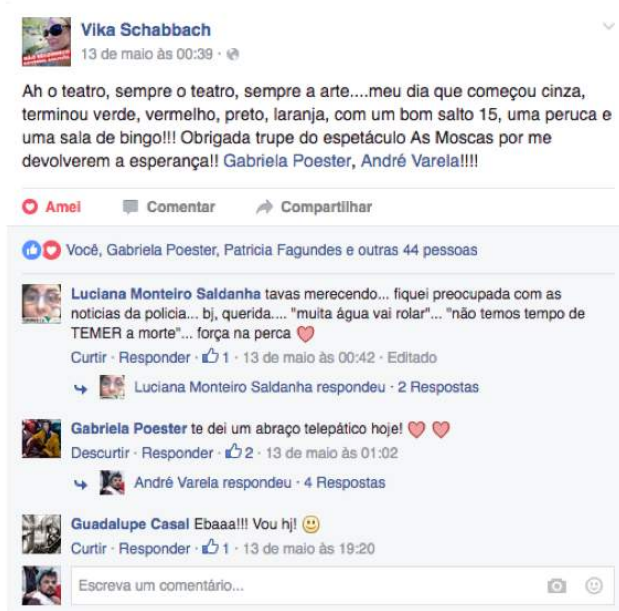 Vika Schabbach
13 de maio às 00:39 ·
Ah o teatro, sempre o teatro, sempre a arte....meu dia que começou cinza,
terminou verde, vermelho, preto, laranja, com um bom salto 15, uma peruca e
uma sala de bingo!!! Obrigada trupe do espetáculo As Moscas por me
devolverem a esperança!! Gabriela Poester, André Varela!!!!
Amei Comentar Compartilhar
Você, Gabriela Poester, Patricia Fagundes e outras 44 pessoas
Luciana Monteiro Saldanha tavas merecendo... fiquei preocupada com as
noticias da policia... bj, querida.... "muita água vai rolar"... "não temos tempo de
TEMER a morte"... força na perca
Curtir · Responder · 1 · 13 de maio às 00:42 · Editado
Luciana Monteiro Saldanha respondeu · 2 Respostas
Gabriela Poester te dei um abraço telepático hoje!
Descurtir · Responder · 2 · 13 de maio às 01:02
André Varela respondeu · 4 Respostas
Guadalupe Casal Ebaaa!!! Vou hj!
Curtir · Responder · 1 · 13 de maio às 19:20
Escreva um comentário...